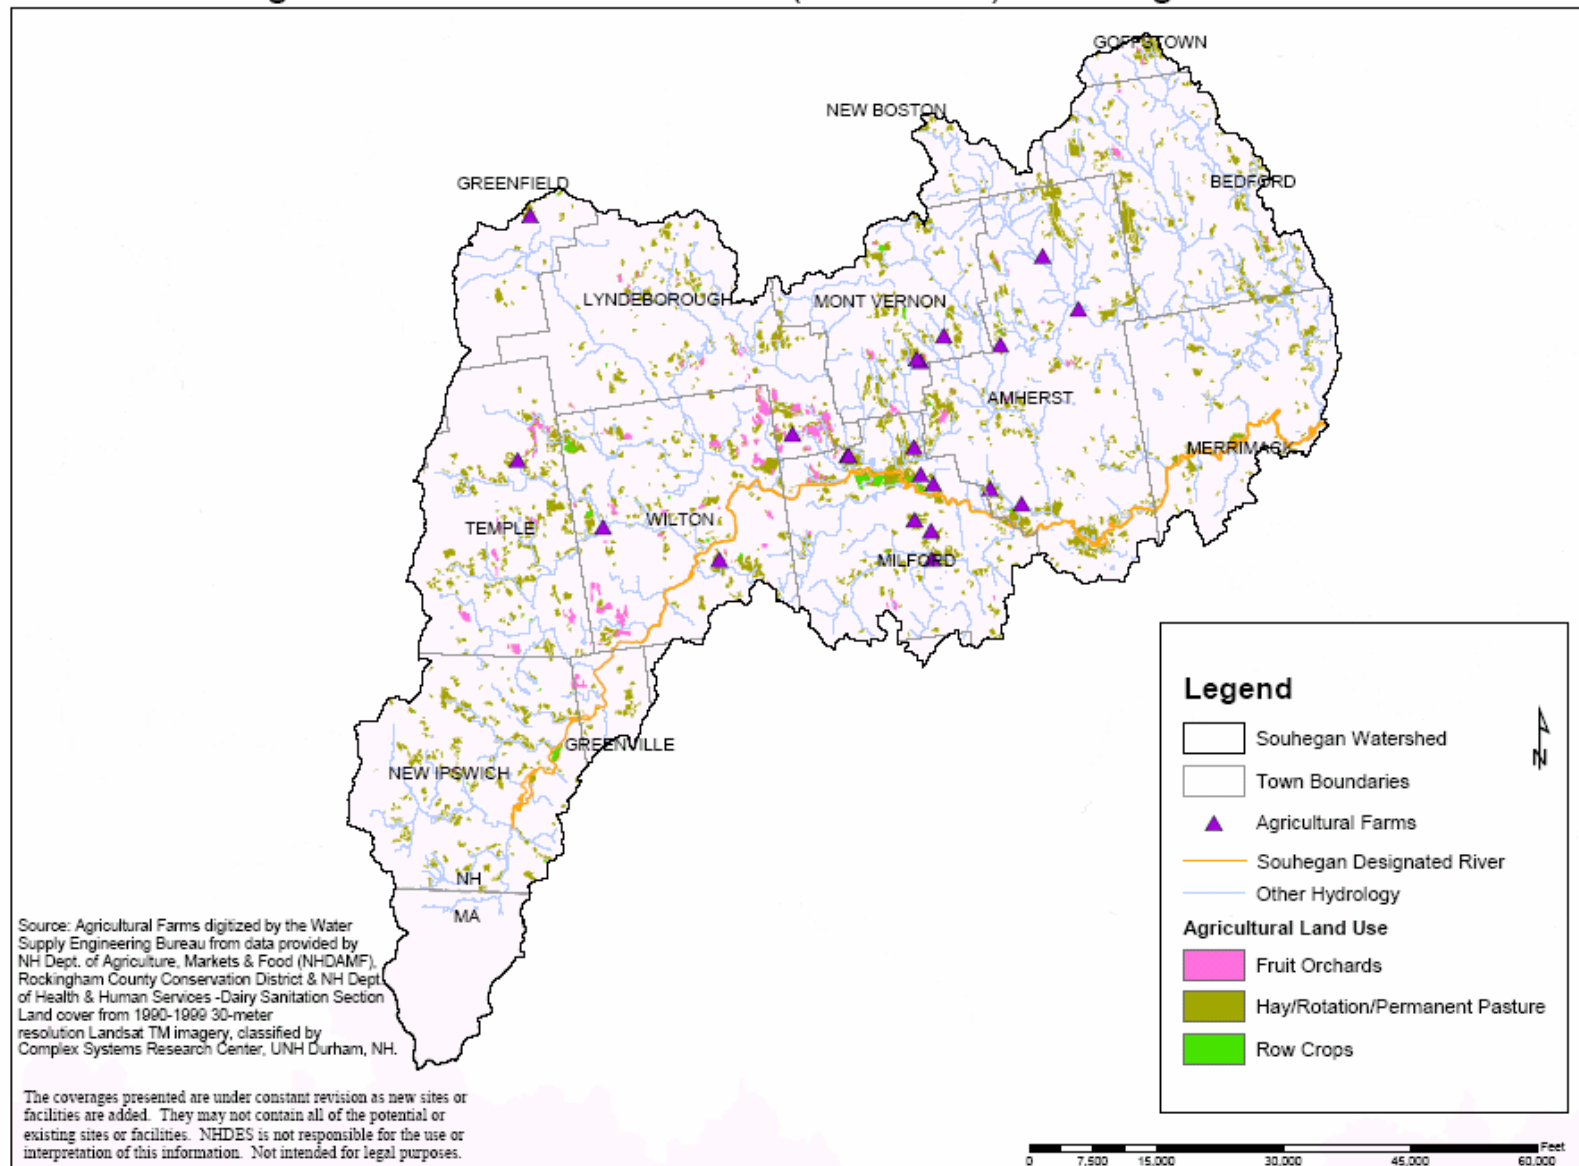 GOFFSTOWN
NEW BOSTON
GREENFIELD
BEDFORD
LYNDEBOROUGH
MONT VERNON
AMHERST
MERRIMACK
TEMPLE
WILTON
MILFORD
GREENVILLE
NEW IPSWICH
NH
MA
Legend
Souhegan Watershed
Town Boundaries
Agricultural Farms
Souhegan Designated River
Other Hydrology
Agricultural Land Use
Fruit Orchards
Hay/Rotation/Permanent Pasture
Row Crops
N
Source: Agricultural Farms digitized by the Water
Supply Engineering Bureau from data provided by
NH Dept. of Agriculture, Markets & Food (NHDAMF),
Rockingham County Conservation District & NH Dept.
of Health & Human Services -Dairy Sanitation Section
Land cover from 1990-1999 30-meter
resolution Landsat TM imagery, classified by
Complex Systems Research Center, UNH Durham, NH.
The coverages presented are under constant revision as new sites or
facilities are added. They may not contain all of the potential or
existing sites or facilities. NHDES is not responsible for the use or
interpretation of this information. Not intended for legal purposes.
Feet
0 7,500 15,000 30,000 45,000 60,000